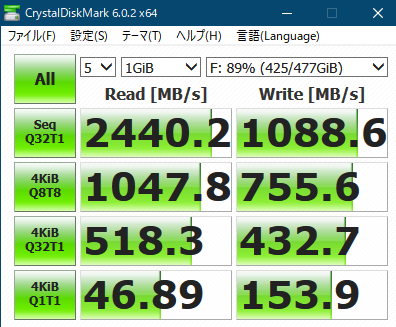 CrystalDiskMark 6.0.2 x64
ファイル(F) 設定(S) テーマ(T) ヘルプ(H) 言語(Language)
All 5 1GiB F: 89% (425/477GiB)
Read [MB/s] Write [MB/s]
Seq Q32T1 2440.2 1088.6
4KiB Q8T8 1047.8 755.6
4KiB Q32T1 518.3 432.7
4KiB Q1T1 46.89 153.9